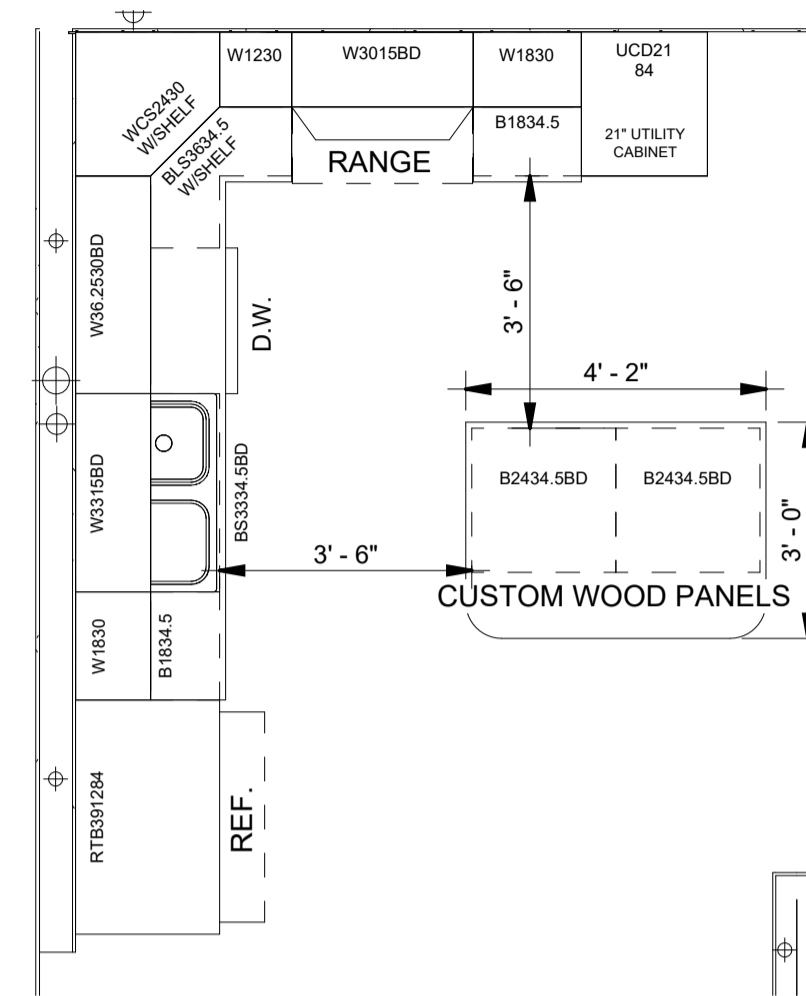 W1230
W3015BD
W1830
UCD21
84
21" UTILITY
CABINET
WCS2430
W/SHELF
BLS3634.5
W/SHELF
RANGE
B1834.5
W36.2530BD
D.W.
3' - 6"
4' - 2"
W3315BD
BS3334.5BD
B2434.5BD
B2434.5BD
3' - 0"
3' - 6"
CUSTOM WOOD PANELS
W1830
B1834.5
RTB391284
REF.